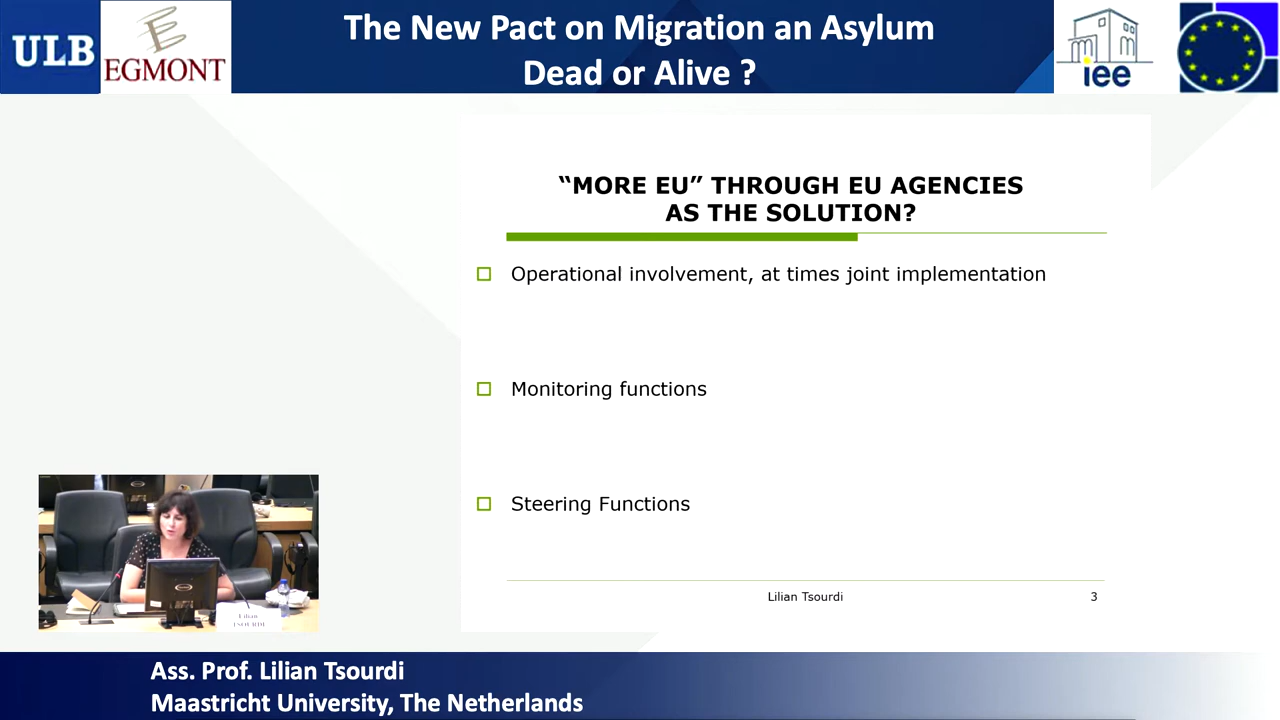 ULB
EGMONT
The New Pact on Migration an Asylum
Dead or Alive ?
iee
“MORE EU” THROUGH EU AGENCIES
AS THE SOLUTION?
Operational involvement, at times joint implementation
Monitoring functions
Steering Functions
Lilian Tsourdi
3
Lilian
TSOURDI
Ass. Prof. Lilian Tsourdi
Maastricht University, The Netherlands